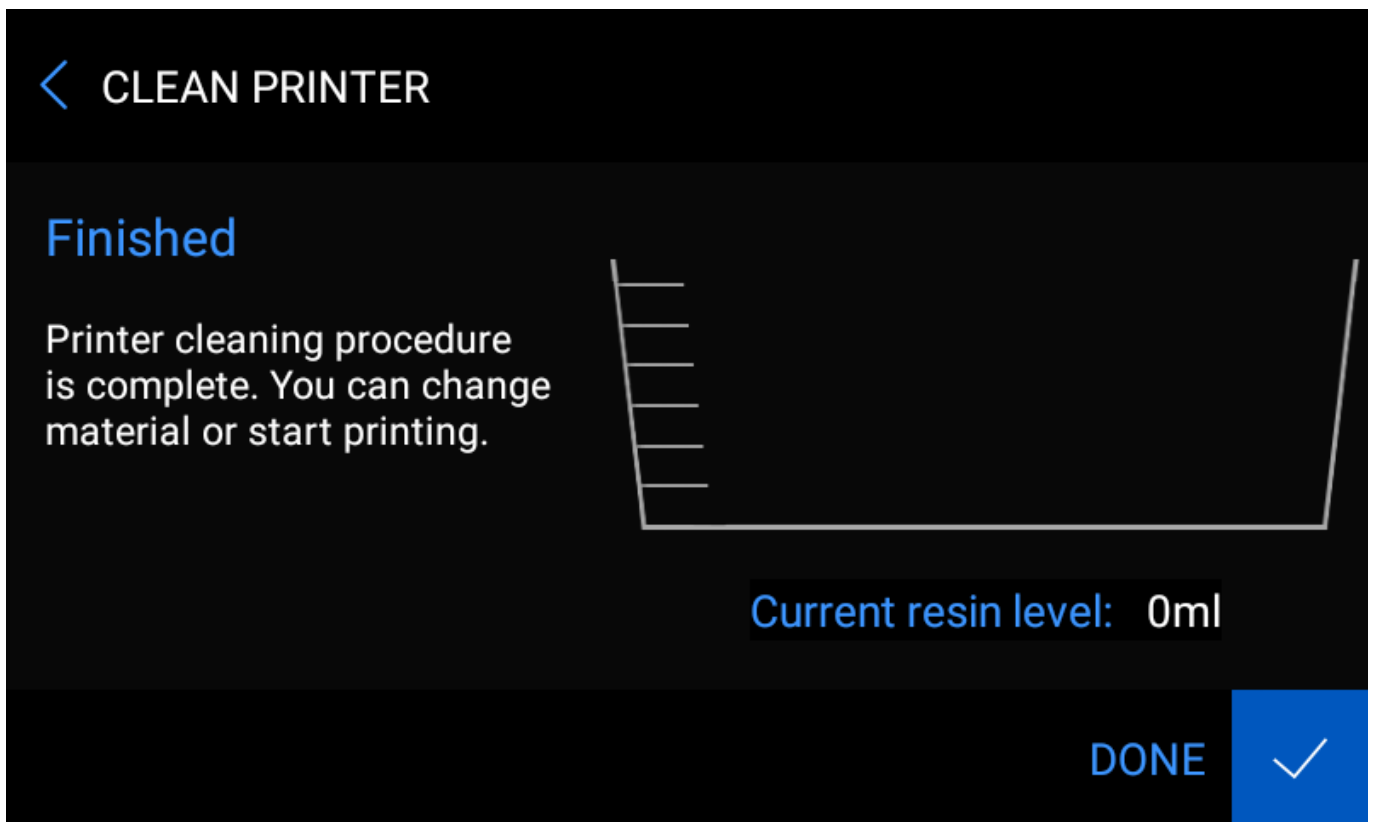 CLEAN PRINTER
Finished
Printer cleaning procedure
is complete. You can change
material or start printing.
Current resin level: 0ml
DONE